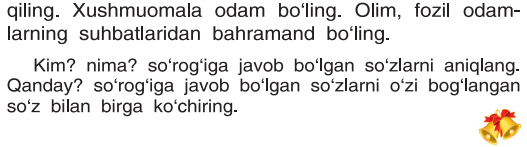 qiling. Xushmuomala odam bo‘ling. Olim, fozil odam-
larning suhbatlaridan bahramand bo‘ling.
Kim? nima? so‘rog‘iga javob bo‘lgan so‘zlarni aniqlang.
Qanday? so‘rog‘iga javob bo‘lgan so‘zlarni o‘zi bog‘langan
so‘z bilan birga ko‘chiring.